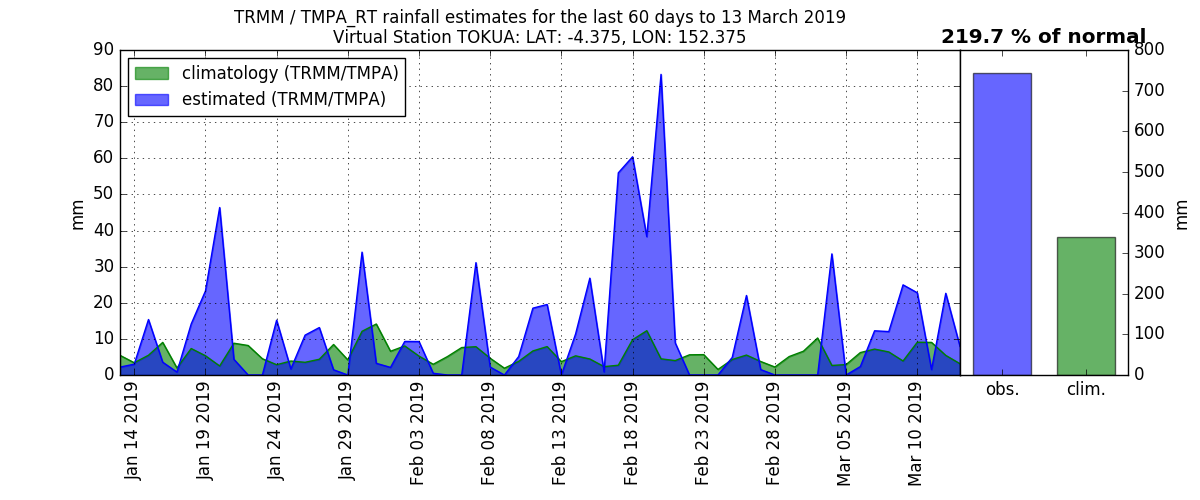 TRMM / TMPA_RT rainfall estimates for the last 60 days to 13 March 2019
Virtual Station TOKUA: LAT: -4.375, LON: 152.375
219.7 % of normal
climatology (TRMM/TMPA)
estimated (TRMM/TMPA)
mm
90
80
70
60
50
40
30
20
10
0
Jan 14 2019
Jan 19 2019
Jan 24 2019
Jan 29 2019
Feb 03 2019
Feb 08 2019
Feb 13 2019
Feb 18 2019
Feb 23 2019
Feb 28 2019
Mar 05 2019
Mar 10 2019
800
700
600
500
400
300
200
100
0
mm
obs.
clim.